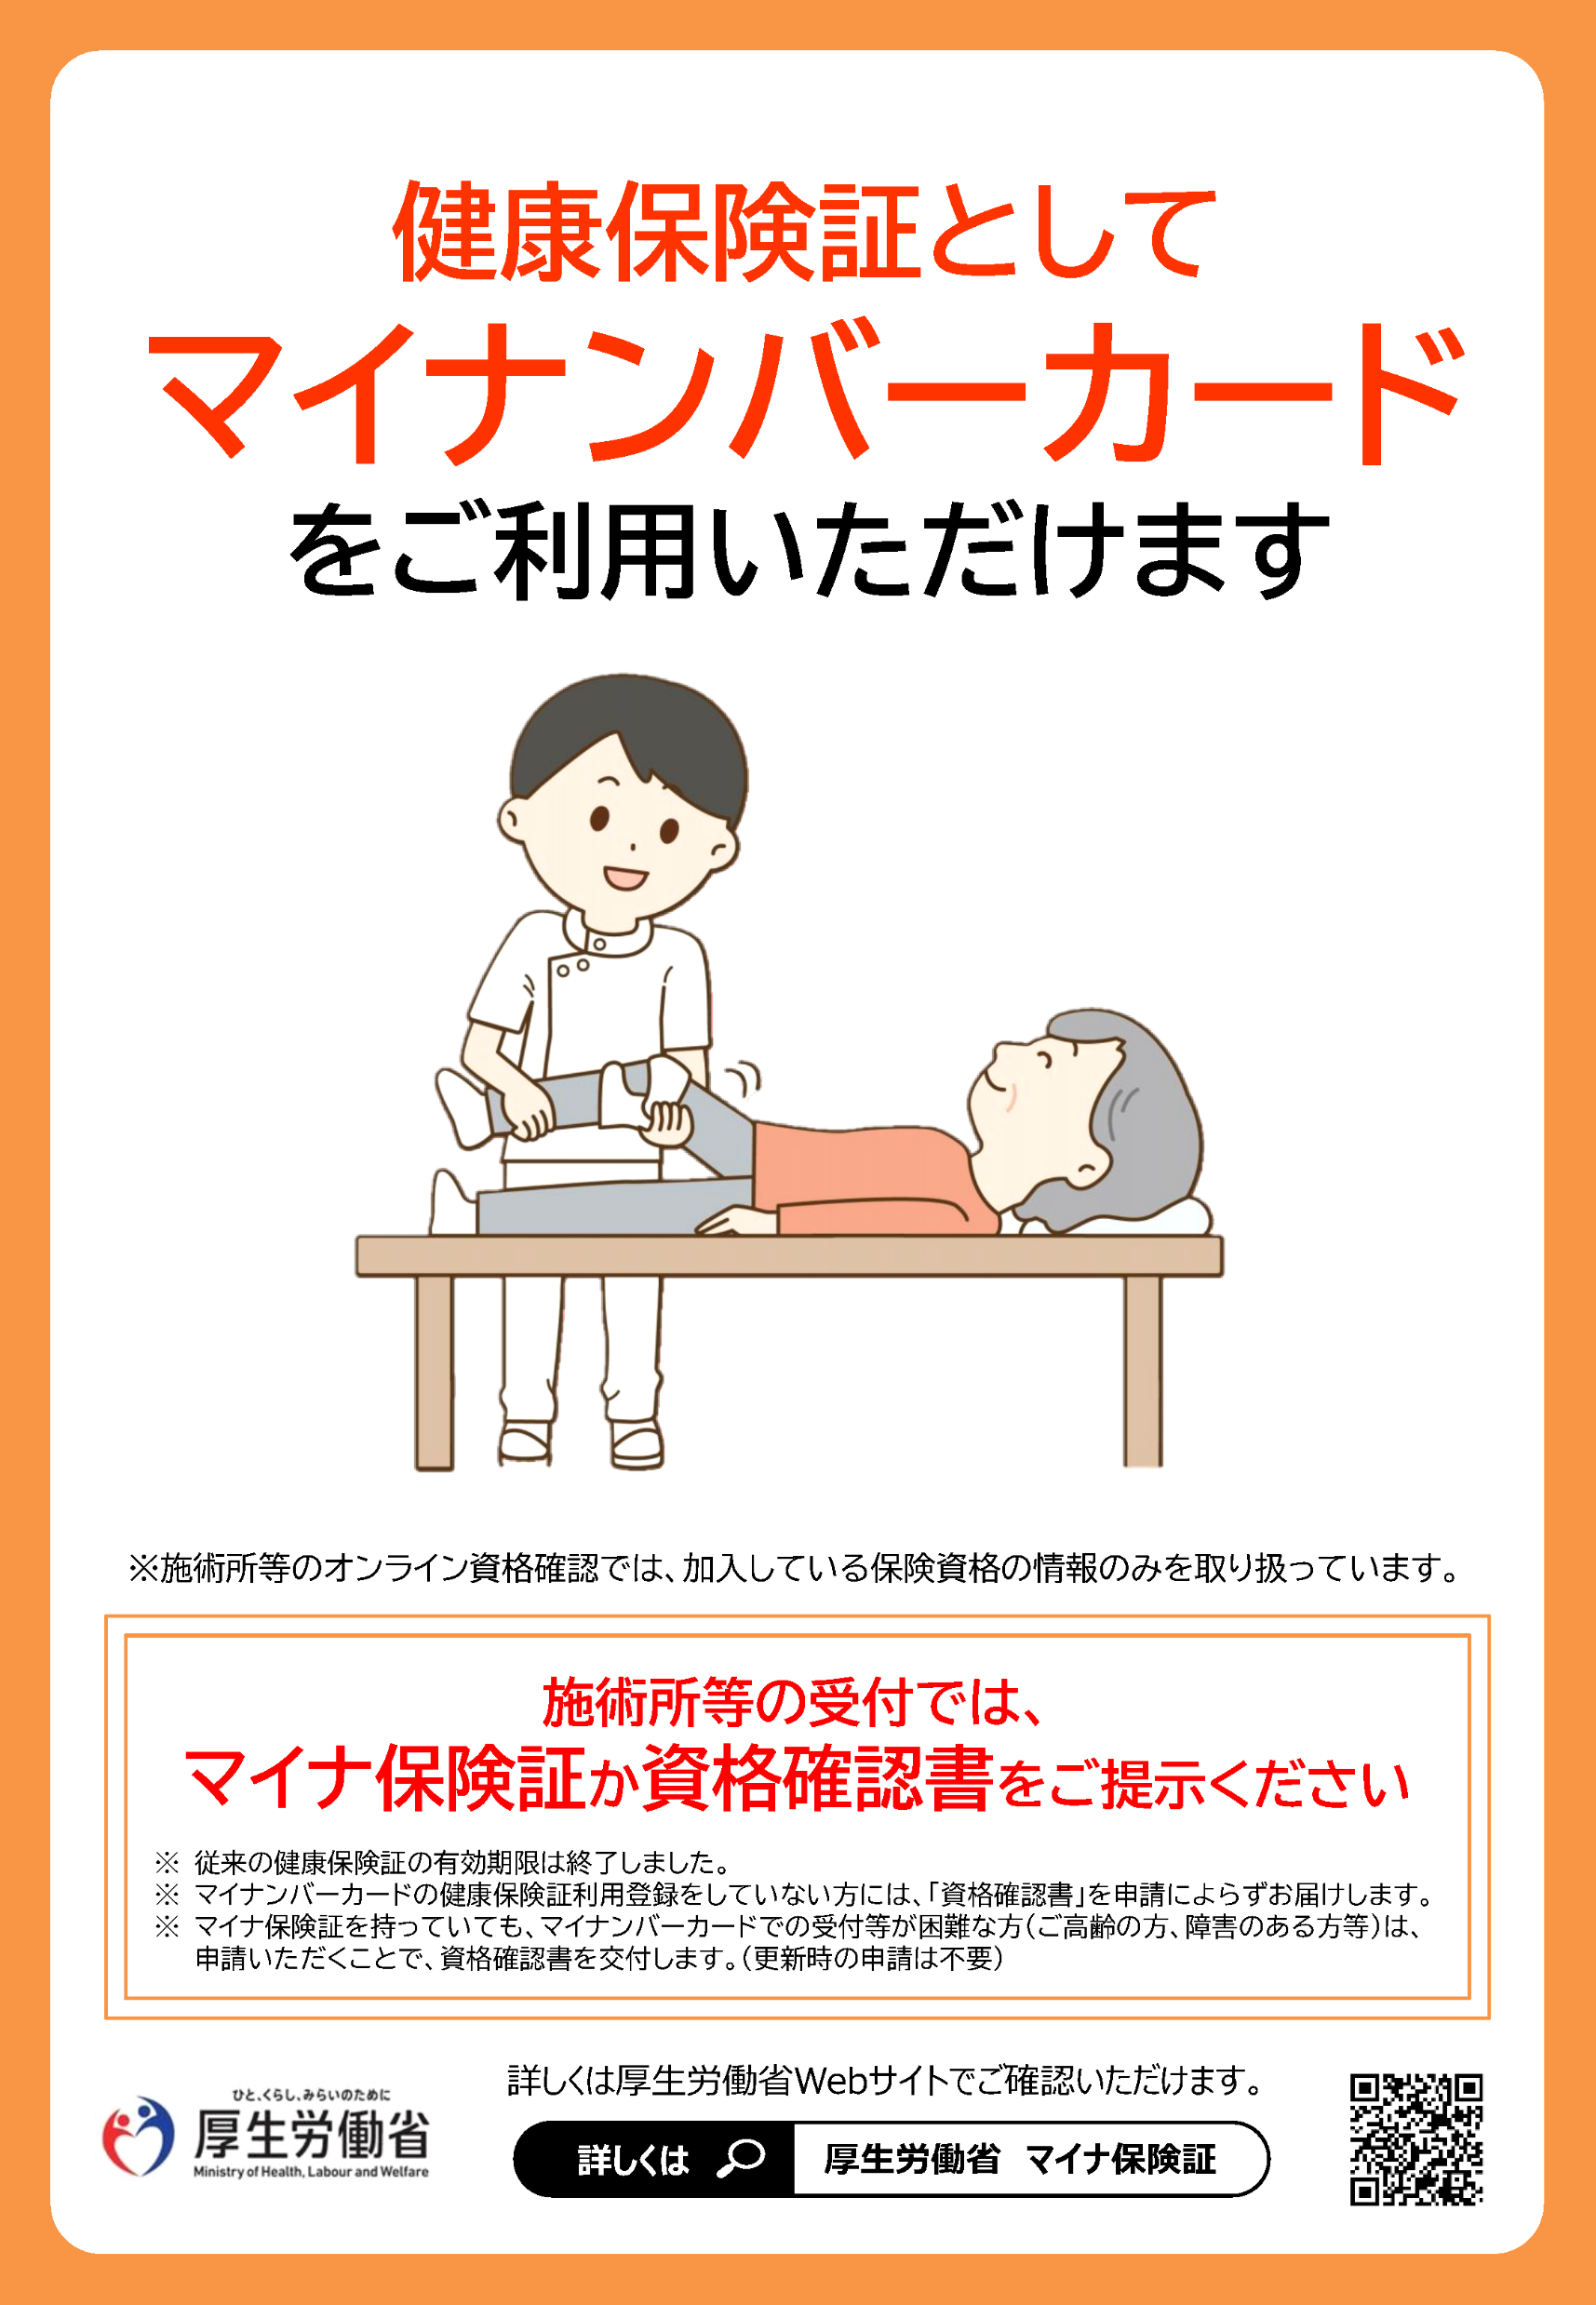 健康保険証として
マイナンバーカード
をご利用いただけます
※施術所等のオンライン資格確認では、加入している保険資格の情報のみを取り扱っています。
施術所等の受付では、
マイナ保険証か資格確認書をご提示ください
※ 従来の健康保険証の有効期限は終了しました。
※ マイナンバーカードの健康保険証利用登録をしていない方には、「資格確認書」を申請によらずお届けします。
※ マイナ保険証を持っていても、マイナンバーカードでの受付等が困難な方（ご高齢の方、障害のある方等）は、
申請いただくことで、資格確認書を交付します。（更新時の申請は不要）
ひと、くらし、みらいのために
厚生労働省
Ministry of Health, Labour and Welfare
詳しくは厚生労働省Webサイトでご確認いただけます。
詳しくは 厚生労働省 マイナ保険証